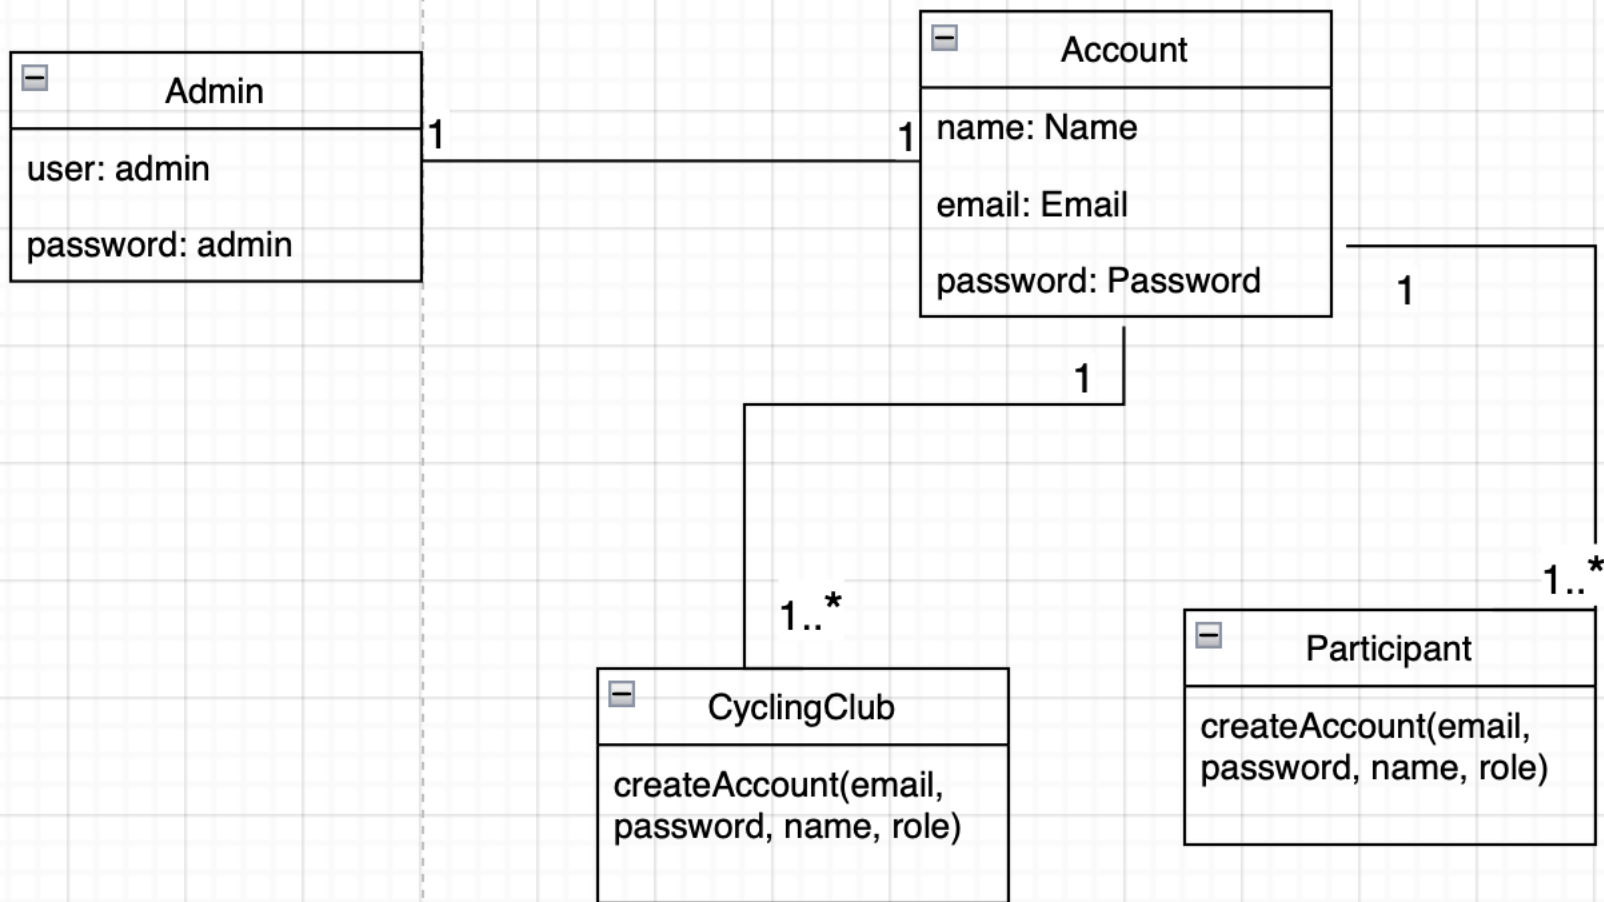 Admin
user: admin
password: admin
1
1
Account
name: Name
email: Email
password: Password
1
1
1..*
1..*
CyclingClub
createAccount(email,
password, name, role)
Participant
createAccount(email,
password, name, role)